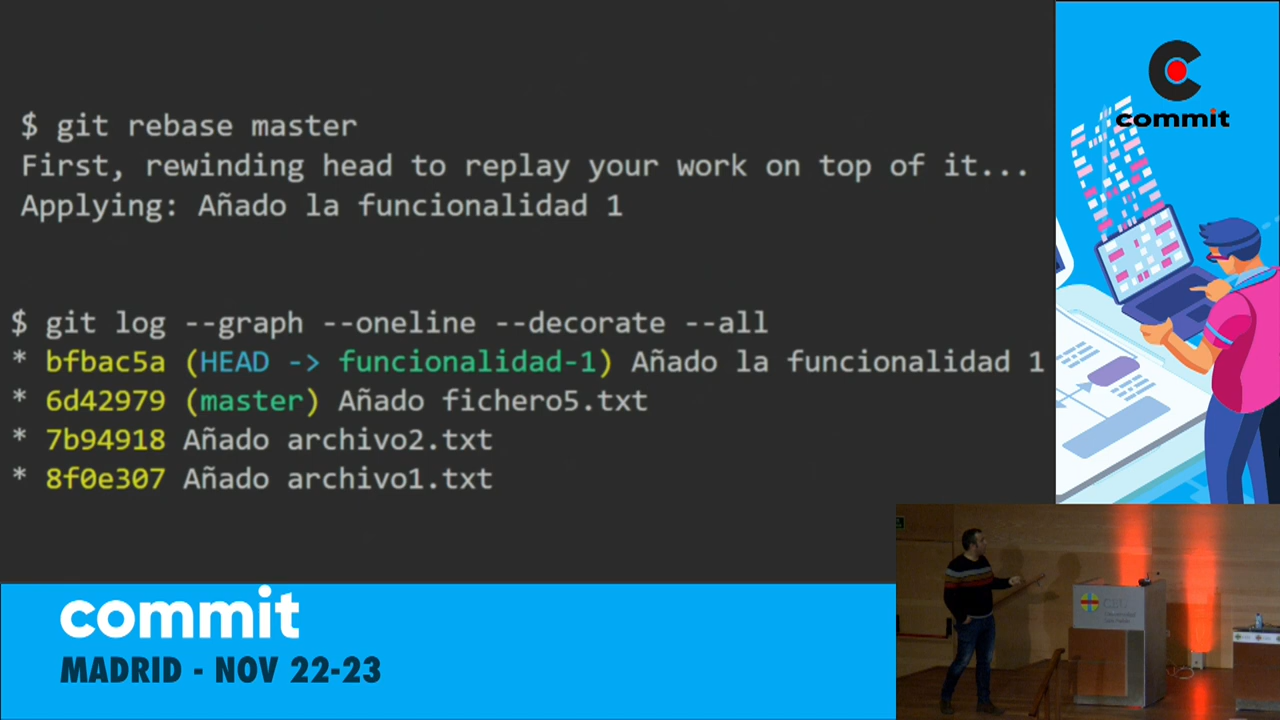 $ git rebase master
First, rewinding head to replay your work on top of it...
Applying: Añado la funcionalidad 1
$ git log --graph --oneline --decorate --all
* bfbac5a (HEAD -> funcionalidad-1) Añado la funcionalidad 1
* 6d42979 (master) Añado fichero5.txt
* 7b94918 Añado archivo2.txt
* 8f0e307 Añado archivo1.txt
commit
commit
MADRID - NOV 22-23
CEU